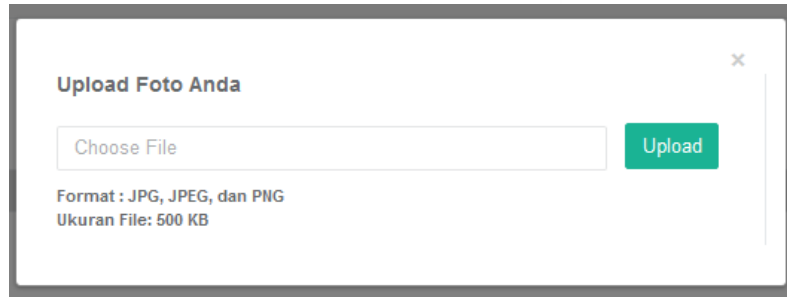 ×
Upload Foto Anda
Choose File
Upload
Format : JPG, JPEG, dan PNG
Ukuran File: 500 KB